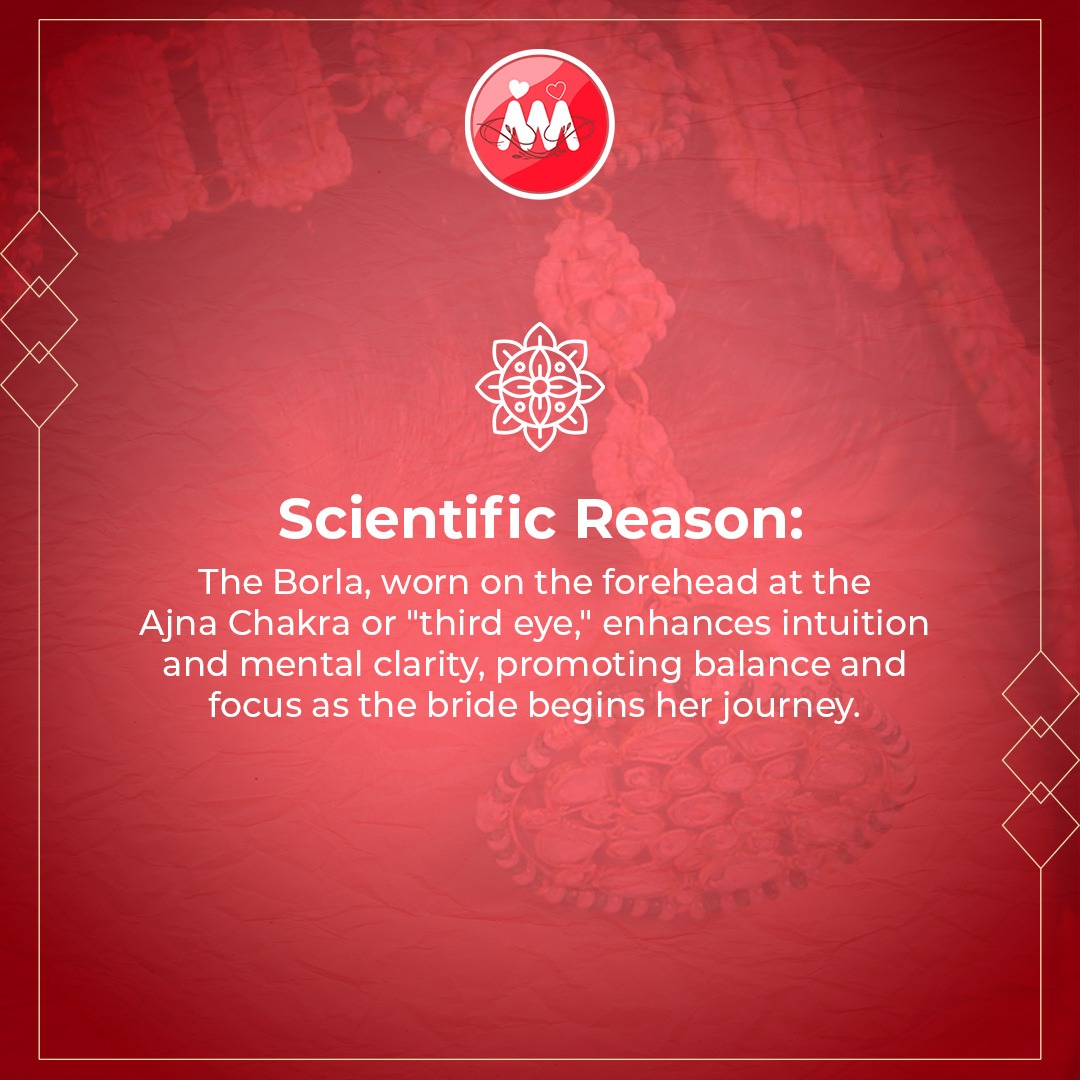 Scientific Reason:
The Borla, worn on the forehead at the
Ajna Chakra or "third eye," enhances intuition
and mental clarity, promoting balance and
focus as the bride begins her journey.